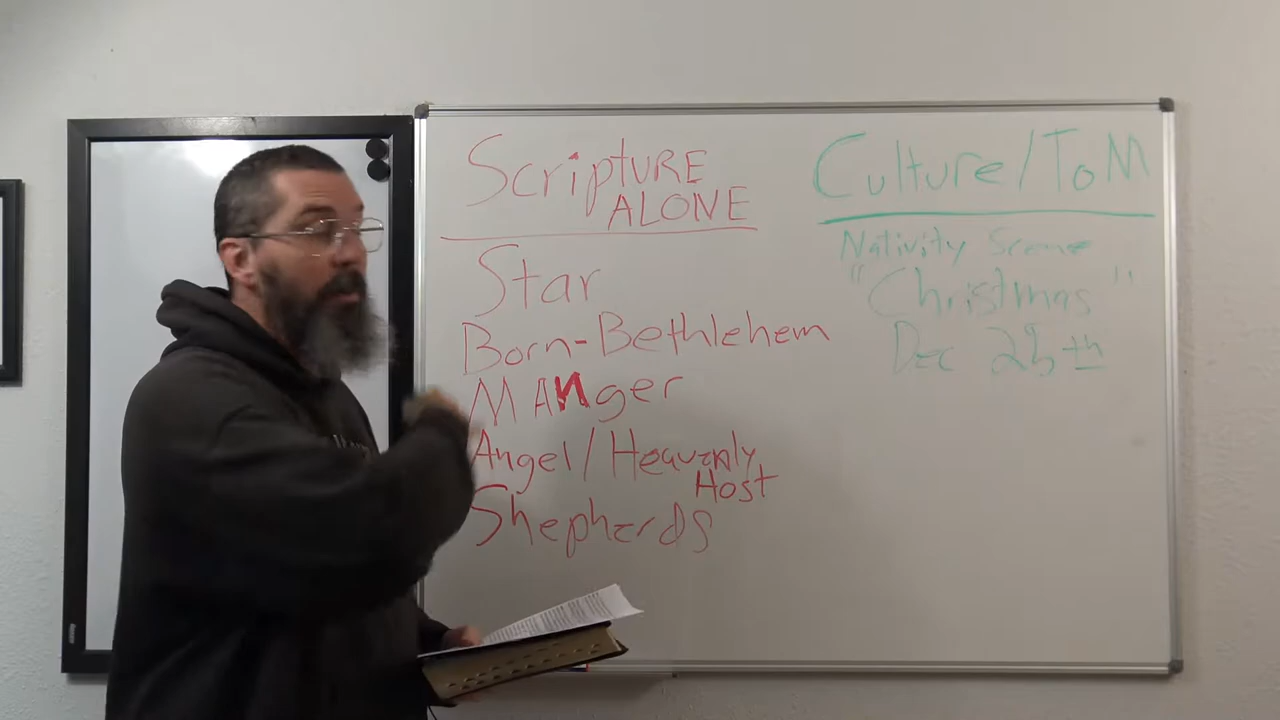 Scripture
ALONE
Star
Born-Bethlehem
MANger
Angel/Heavenly
Host
Shepherds
Culture/ToM
Nativity Scene
"Christmas"
Dec 25th